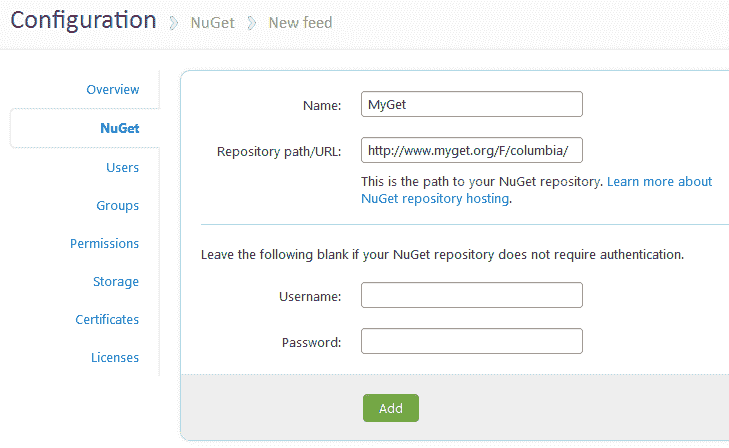 Configuration NuGet New feed
Overview
NuGet
Users
Groups
Permissions
Storage
Certificates
Licenses
Name: MyGet
Repository path/URL: http://www.myget.org/F/columbia/
This is the path to your NuGet repository. Learn more about
NuGet repository hosting.
Leave the following blank if your NuGet repository does not require authentication.
Username:
Password:
Add